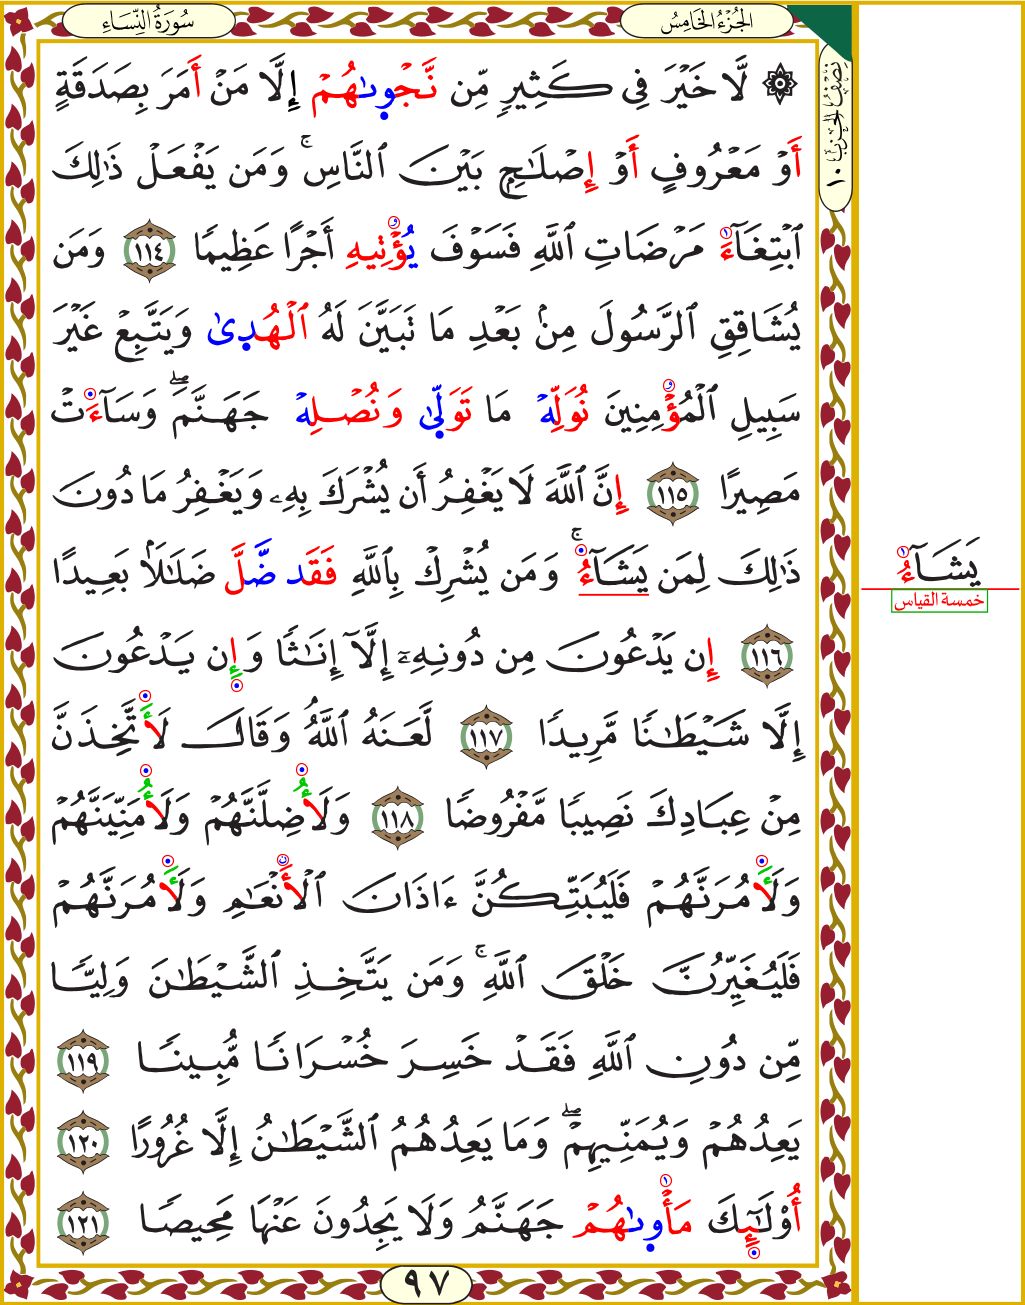 سُورَةُ النِّسَاءِ
الجُزْءُ الخَامِسُ
نِصْفُ الحِزْبِ ١٠
۞ لَّا خَيْرَ فِي كَثِيرٍ مِّن نَّجْوىٰهُمْ إِلَّا مَنْ أَمَرَ بِصَدَقَةٍ
أَوْ مَعْرُوفٍ أَوْ إِصْلَٰحٍ بَيْنَ ٱلنَّاسِۚ وَمَن يَفْعَلْ ذَٰلِكَ
ٱبْتِغَآءَ مَرْضَاتِ ٱللَّهِ فَسَوْفَ يُؤْتِيهِ أَجْرًا عَظِيمًا ١١٤ وَمَن
يُشَاقِقِ ٱلرَّسُولَ مِنۢ بَعْدِ مَا تَبَيَّنَ لَهُ ٱلْهُدىٰ وَيَتَّبِعْ غَيْرَ
سَبِيلِ ٱلْمُؤْمِنِينَ نُوَلِّهْ مَا تَوَلّىٰ وَنُصْلِهْ جَهَنَّمَۖ وَسَآءَتْ
مَصِيرًا ١١٥ إِنَّ ٱللَّهَ لَا يَغْفِرُ أَن يُشْرَكَ بِهِۦ وَيَغْفِرُ مَا دُونَ
ذَٰلِكَ لِمَن يَشَآءُۚ وَمَن يُشْرِكْ بِٱللَّهِ فَقَد ضَّلَّ ضَلَٰلًاۢ بَعِيدًا
يَشَآءُ
خمسة القياس
١١٦ إِن يَدْعُونَ مِن دُونِهِۦٓ إِلَّآ إِنَٰثًا وَإِن يَدْعُونَ
إِلَّا شَيْطَٰنًا مَّرِيدًا ١١٧ لَّعَنَهُ ٱللَّهُ وَقَالَ لَأَتَّخِذَنَّ
مِنْ عِبَادِكَ نَصِيبًا مَّفْرُوضًا ١١٨ وَلَأُضِلَّنَّهُمْ وَلَأُمَنِّيَنَّهُمْ
وَلَأَمُرَنَّهُمْ فَلَيُبَتِّكُنَّ ءَاذَانَ ٱلْأَنْعَٰمِ وَلَأَمُرَنَّهُمْ
فَلَيُغَيِّرُنَّ خَلْقَ ٱللَّهِۚ وَمَن يَتَّخِذِ ٱلشَّيْطَٰنَ وَلِيًّا
مِّن دُونِ ٱللَّهِ فَقَدْ خَسِرَ خُسْرَانًا مُّبِينًا ١١٩
يَعِدُهُمْ وَيُمَنِّيهِمْۖ وَمَا يَعِدُهُمُ ٱلشَّيْطَٰنُ إِلَّا غُرُورًا ١٢٠
أُوْلَٰٓئِكَ مَأْوىٰهُمْ جَهَنَّمُ وَلَا يَجِدُونَ عَنْهَا مَحِيصًا ١٢١
٩٧